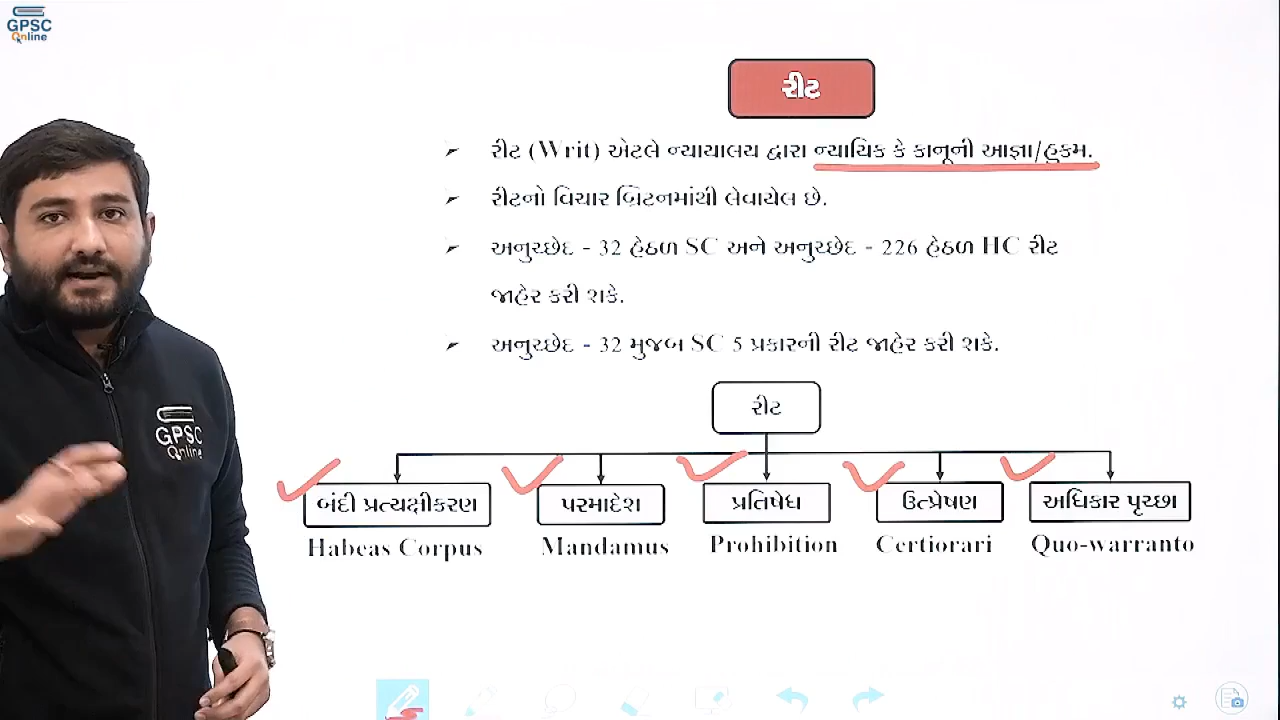 GPSC
Online
રીટ
➤ રીટ (Writ) એટલે ન્યાયાલય દ્વારા ન્યાયિક કે કાનૂની આજ્ઞા/હુકમ.
➤ રીટનો વિચાર બ્રિટનમાંથી લેવાયેલ છે.
➤ અનુચ્છેદ - 32 હેઠળ SC અને અનુચ્છેદ - 226 હેઠળ HC રીટ
જાહેર કરી શકે.
➤ અનુચ્છેદ - 32 મુજબ SC 5 પ્રકારની રીટ જાહેર કરી શકે.
રીટ
બંદી પ્રત્યક્ષીકરણ પરમાદેશ પ્રતિષેધ ઉત્પ્રેષણ અધિકાર પૃચ્છા
Habeas Corpus Mandamus Prohibition Certiorari Quo-warranto
GPSC
Online